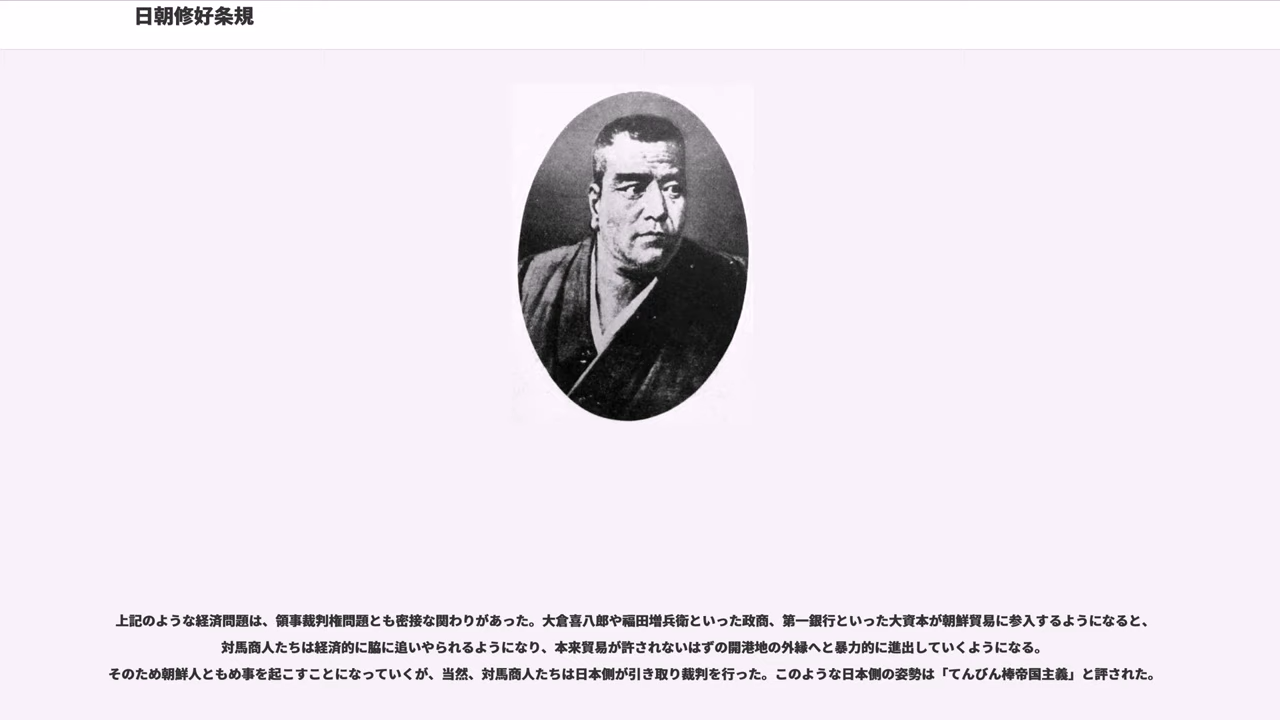 日朝修好条規
上記のような経済問題は、領事裁判権問題とも密接な関わりがあった。大倉喜八郎や福田増兵衛といった政商、第一銀行といった大資本が朝鮮貿易に参入するようになると、
対馬商人たちは経済的に脇に追いやられるようになり、本来貿易が許されないはずの開港地の外縁へと暴力的に進出していくようになる。
そのため朝鮮人ともめ事を起こすことになっていくが、当然、対馬商人たちは日本側が引き取り裁判を行った。このような日本側の姿勢は「てんびん棒帝国主義」と評された。